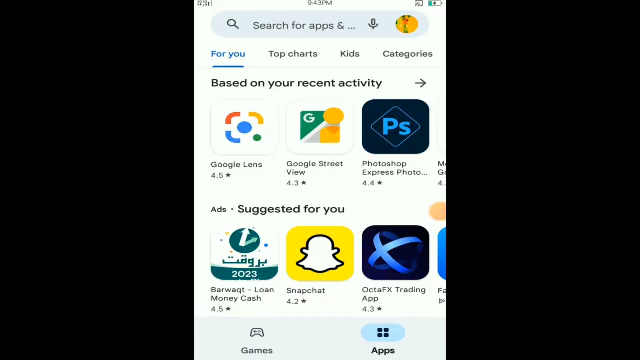 9:43PM
Search for apps & ...
For you
Top charts
Kids
Categories
Based on your recent activity
G
Ps
Google Lens
Google Street
View
Photoshop
Express Photo...
4.5 ★
4.3 ★
4.4 ★
Ads · Suggested for you
بروقت
2023
Barwaqt - Loan
Money Cash
Snapchat
OctaFX Trading
App
4.5 ★
4.2 ★
4.3 ★
Games
Apps